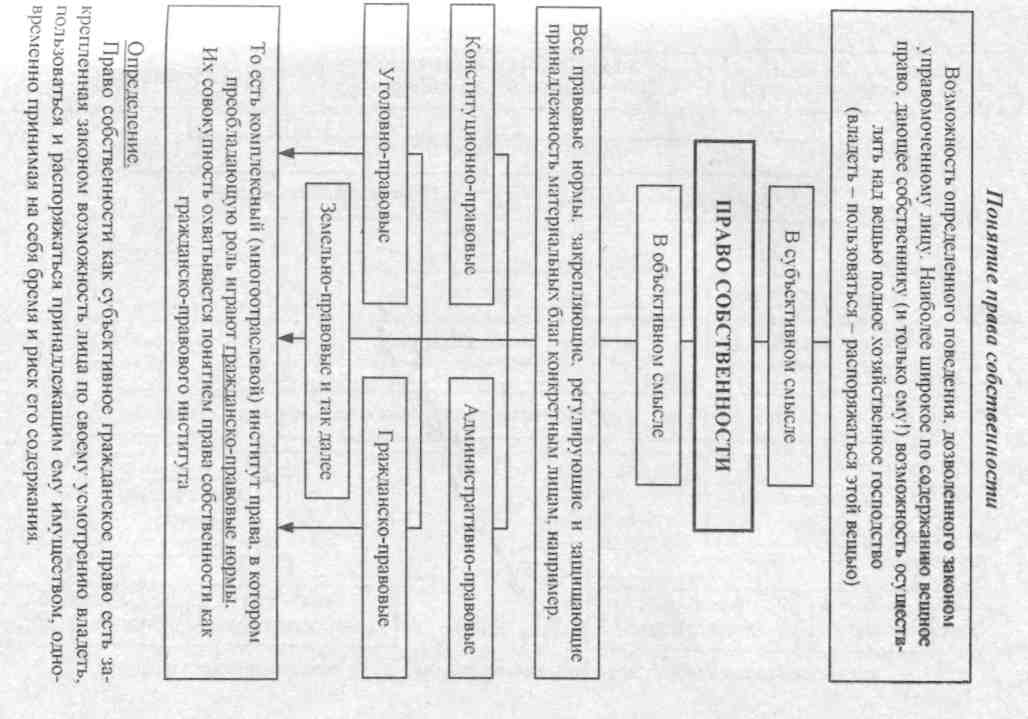 Понятие права собственности
Возможность определенного поведения, дозволенного законом
управомоченному лицу. Наиболее широкое по содержанию вещное
право, дающее собственнику (и только ему!) возможность осуществ-
лять над вещью полное хозяйственное господство
(владеть – пользоваться – распоряжаться этой вещью)
В субъективном смысле
ПРАВО СОБСТВЕННОСТИ
В объективном смысле
Все правовые нормы, закрепляющие, регулирующие и защищающие
принадлежность материальных благ конкретным лицам, например,
Конституционно-правовые
Административно-правовые
Уголовно-правовые
Гражданско-правовые
Земельно-правовые и так далее
То есть комплексный (многоотраслевой) институт права, в котором
преобладающую роль играют гражданско-правовые нормы.
Их совокупность охватывается понятием права собственности как
гражданско-правового института
Определение.
Право собственности как субъективное гражданское право есть за-
крепленная законом возможность лица по своему усмотрению владеть,
пользоваться и распоряжаться принадлежащим ему имуществом, одно-
временно принимая на себя бремя и риск его содержания.